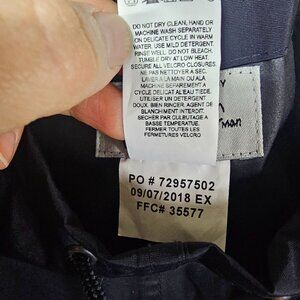 DO NOT DRY CLEAN, HAND OR
MACHINE WASH SEPARATELY
ON DELICATE CYCLE IN WARM
WATER. USE MILD DETERGENT.
RINSE WELL. DO NOT BLEACH.
TUMBLE DRY AT LOW HEAT.
SECURE ALL VELCRO CLOSURES.
NE PAS NETTOYER A SEC.
LAVER A LA MAIN OU A LA
MACHINE SEPAREMENT A
CYCLE DELICAT AL'EAU TIEDE.
UTILISER UN DETERGENT
DOUX. BIEN RINCER. AGENT DE
BLANCHIMENT INTERDIT.
SECHER PAR CULBUTAGE A
BASSE TEMPERATURE.
FERMER TOUTES LES
FERMETURES VELCRO
PO # 72957502
09/07/2018 EX
FFC# 35577